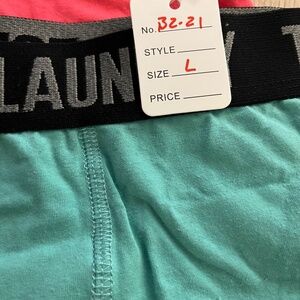 No. B2-21
STYLE
SIZE L
PRICE
LAUN